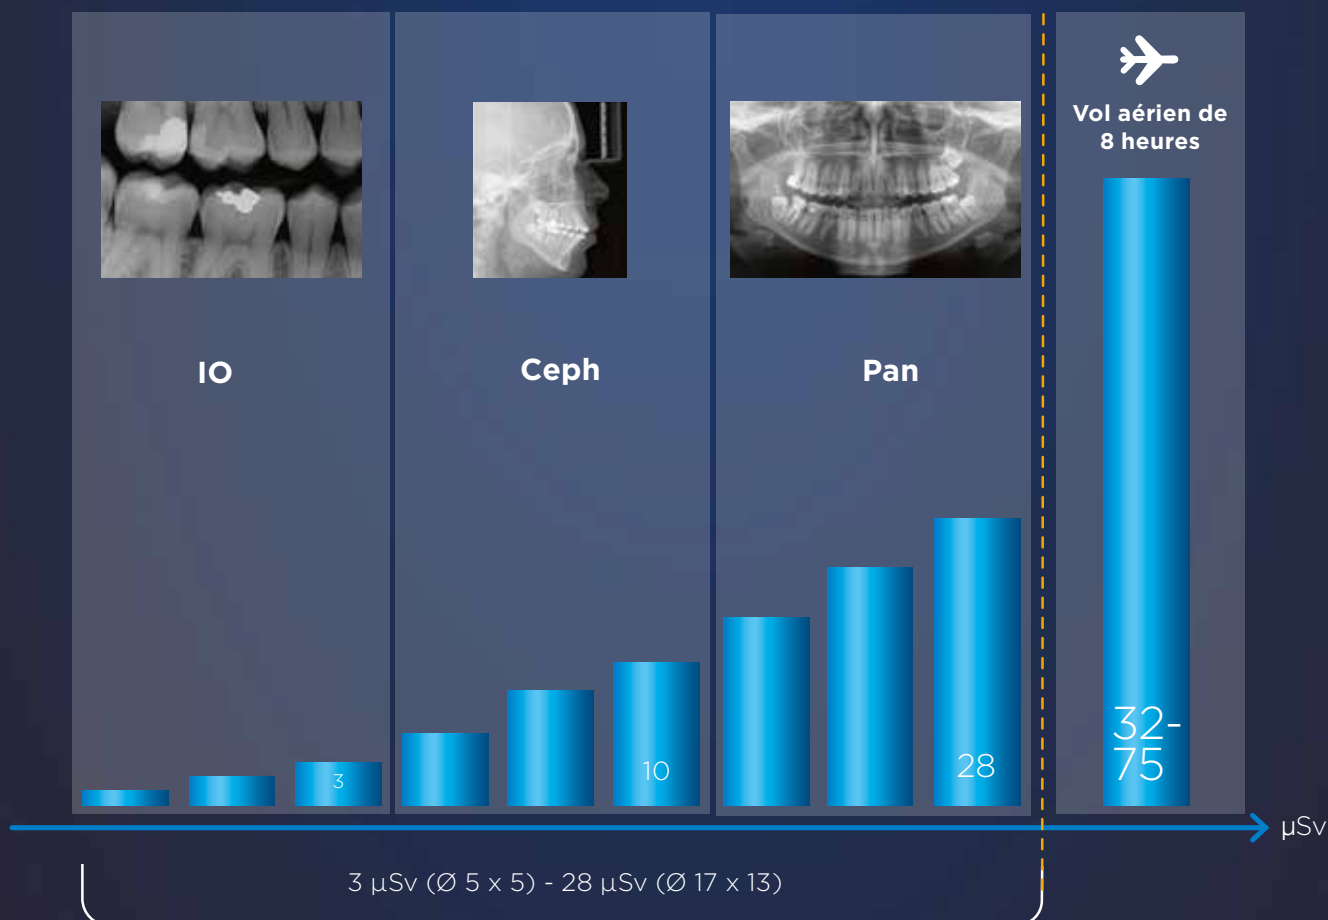 Vol aérien de
8 heures
IO
Ceph
Pan
3
10
28
32-
75
μSv
3 μSv (Ø 5 x 5) - 28 μSv (Ø 17 x 13)